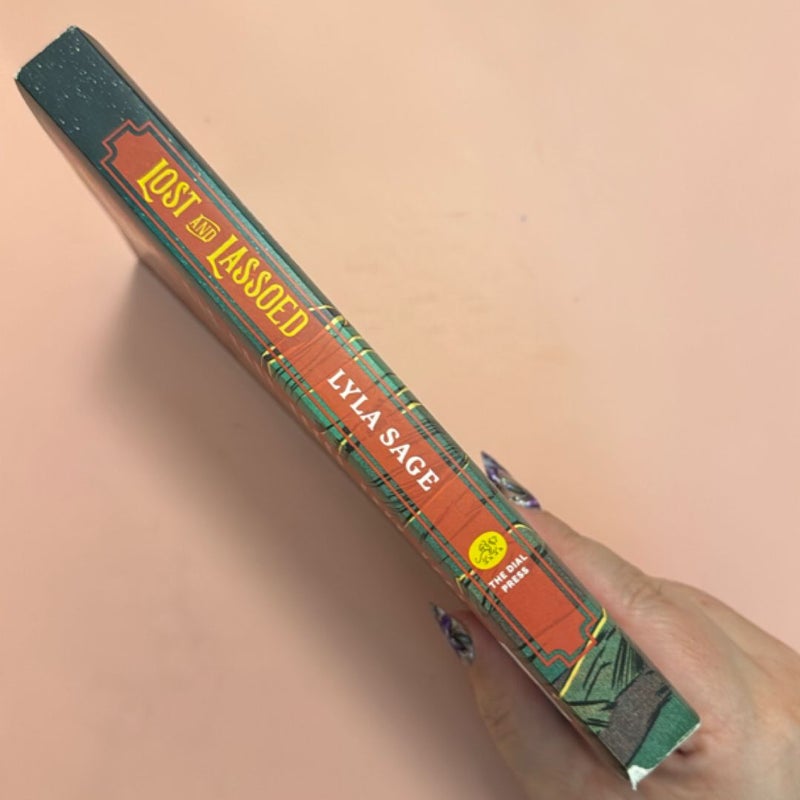 LOST AND LASSOED
LYLA SAGE
THE DIAL
PRESS